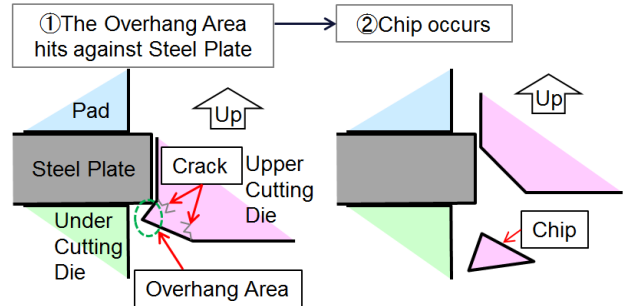 ①The Overhang Area
hits against Steel Plate
②Chip occurs
Pad
Up
Steel Plate
Crack
Upper
Cutting
Die
Under
Cutting
Die
Overhang Area
Up
Chip